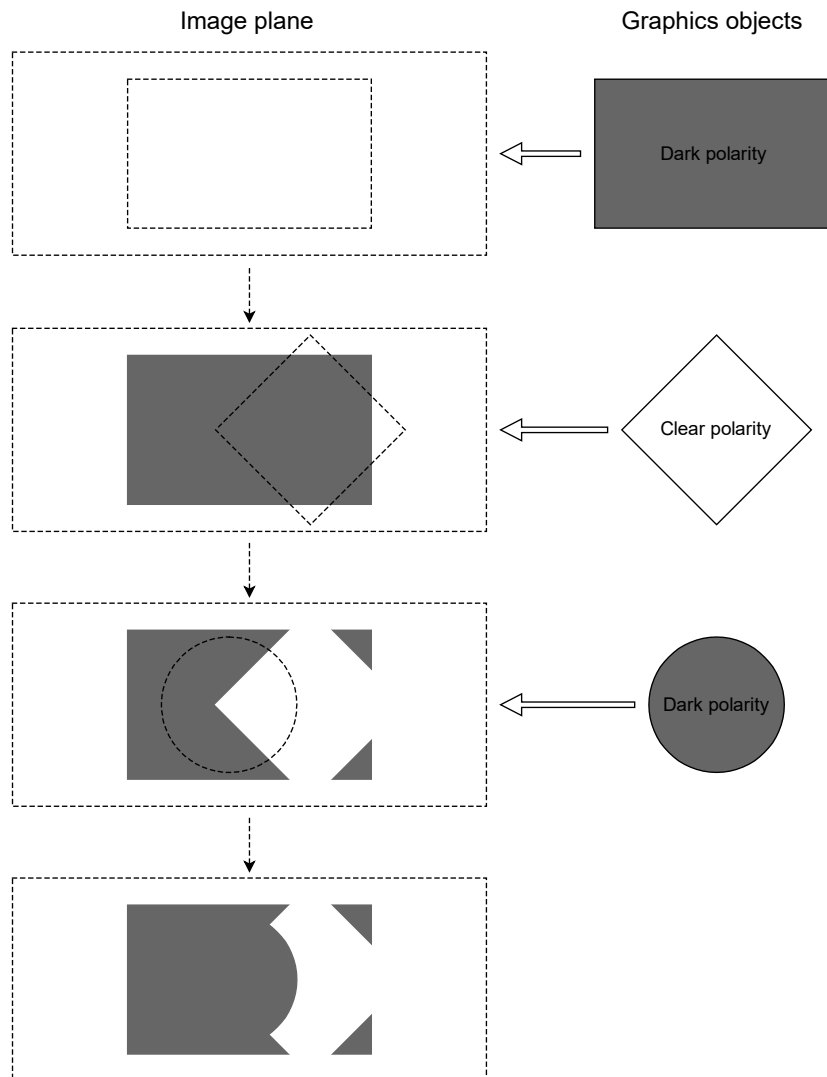 Image plane
Graphics objects
Dark polarity
Clear polarity
Dark polarity